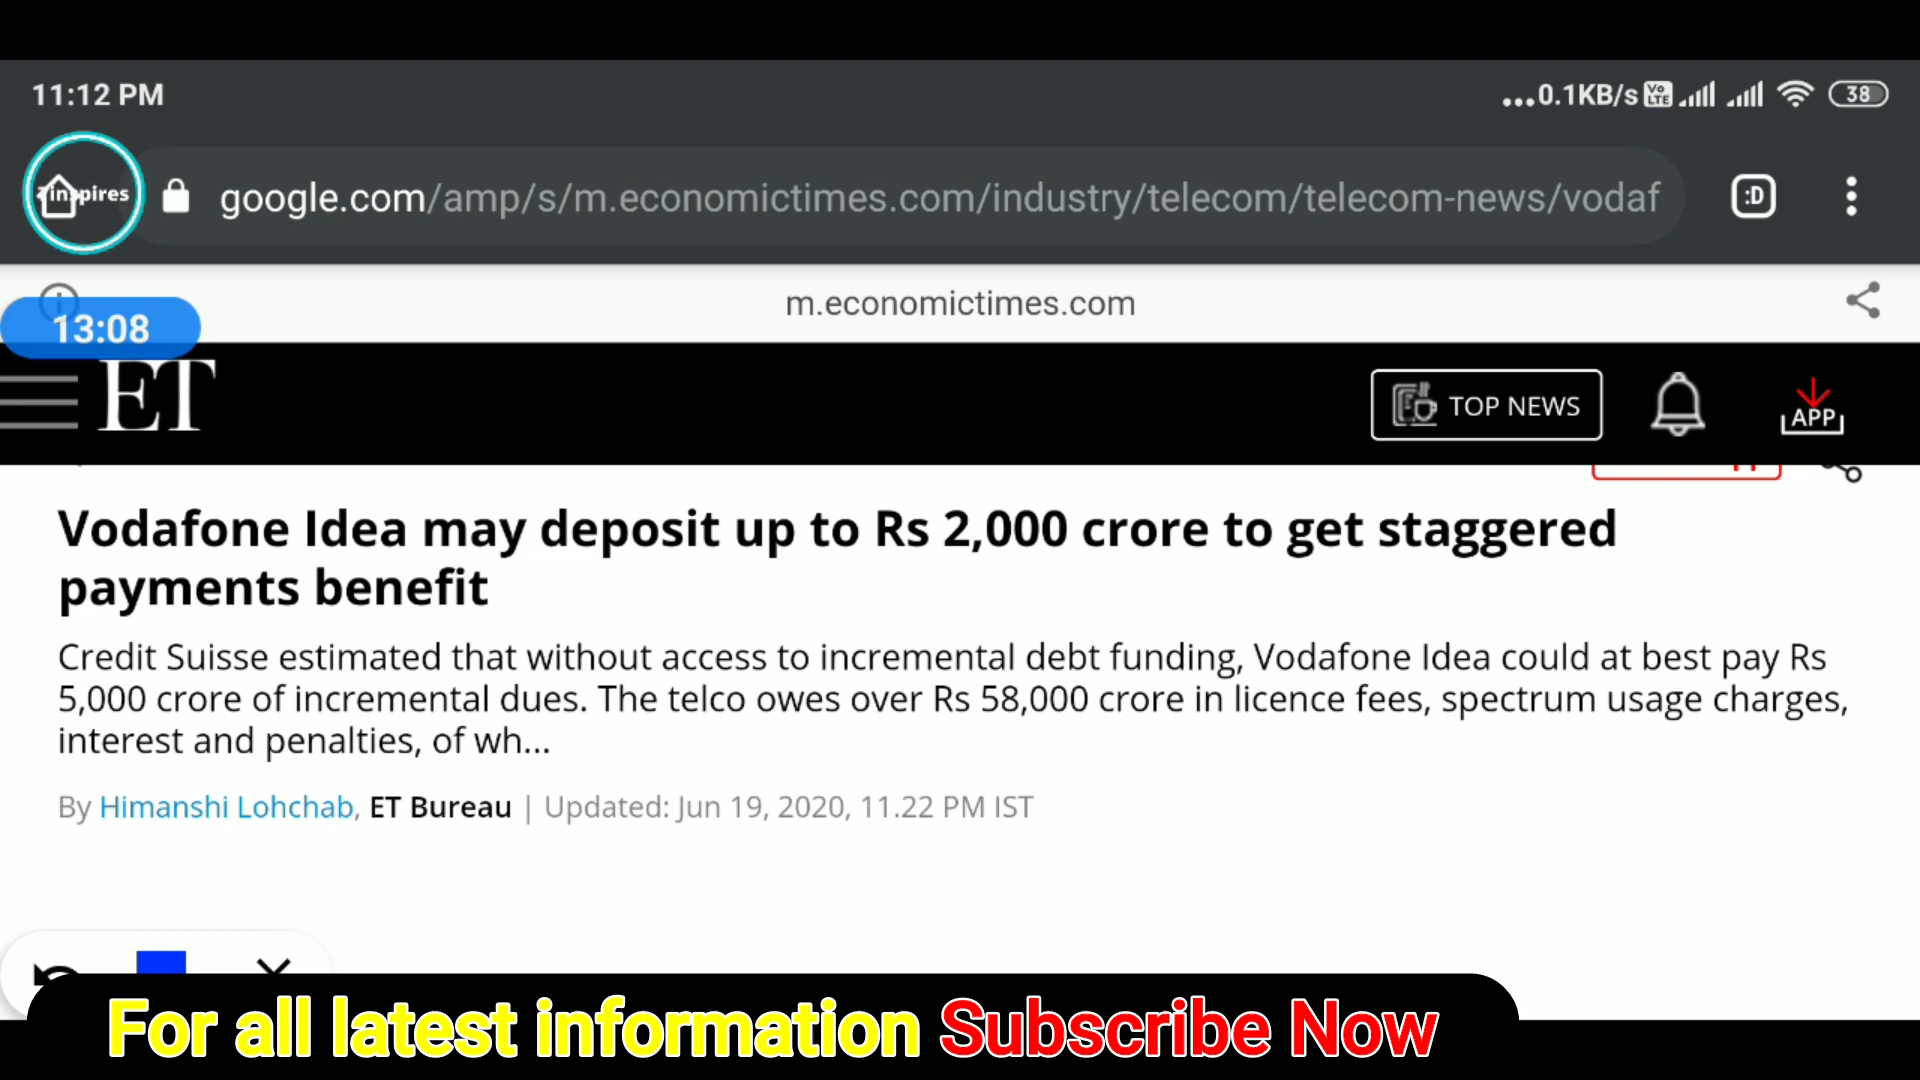 11:12 PM
...0.1KB/s Vo LTE 38
inspires
google.com/amp/s/m.economictimes.com/industry/telecom/telecom-news/vodaf
:D
m.economictimes.com
13:08
ET
TOP NEWS
APP
Vodafone Idea may deposit up to Rs 2,000 crore to get staggered
payments benefit
Credit Suisse estimated that without access to incremental debt funding, Vodafone Idea could at best pay Rs
5,000 crore of incremental dues. The telco owes over Rs 58,000 crore in licence fees, spectrum usage charges,
interest and penalties, of wh...
By Himanshi Lohchab, ET Bureau | Updated: Jun 19, 2020, 11.22 PM IST
For all latest information Subscribe Now